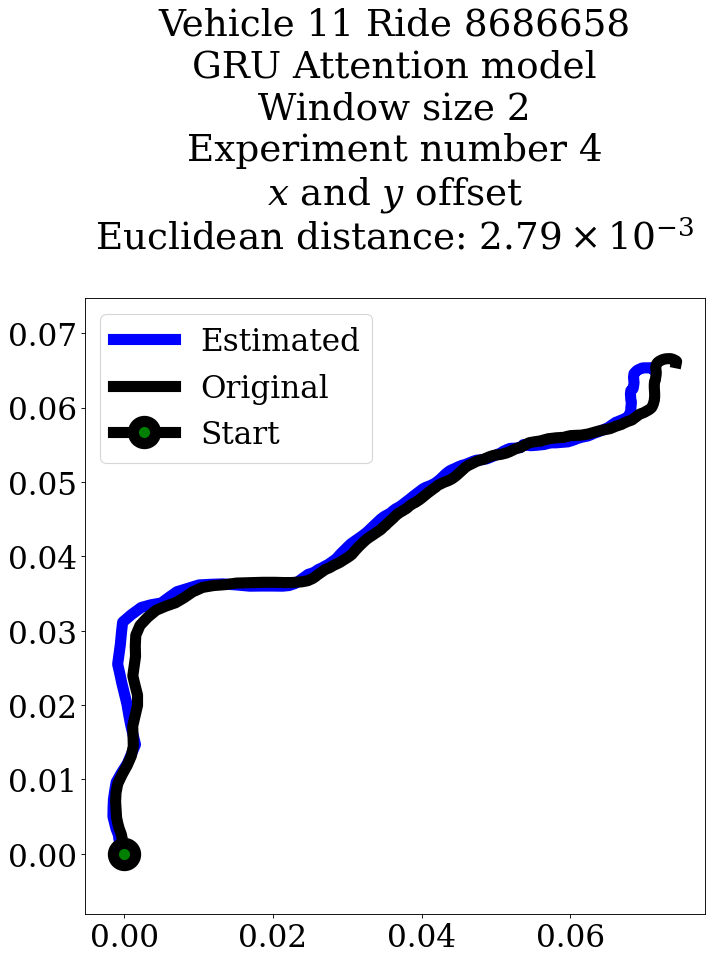 Vehicle 11 Ride 8686658
GRU Attention model
Window size 2
Experiment number 4
x and y offset
Euclidean distance: 2.79 × 10⁻³
Estimated
Original
Start
0.07
0.06
0.05
0.04
0.03
0.02
0.01
0.00
0.00 0.02 0.04 0.06